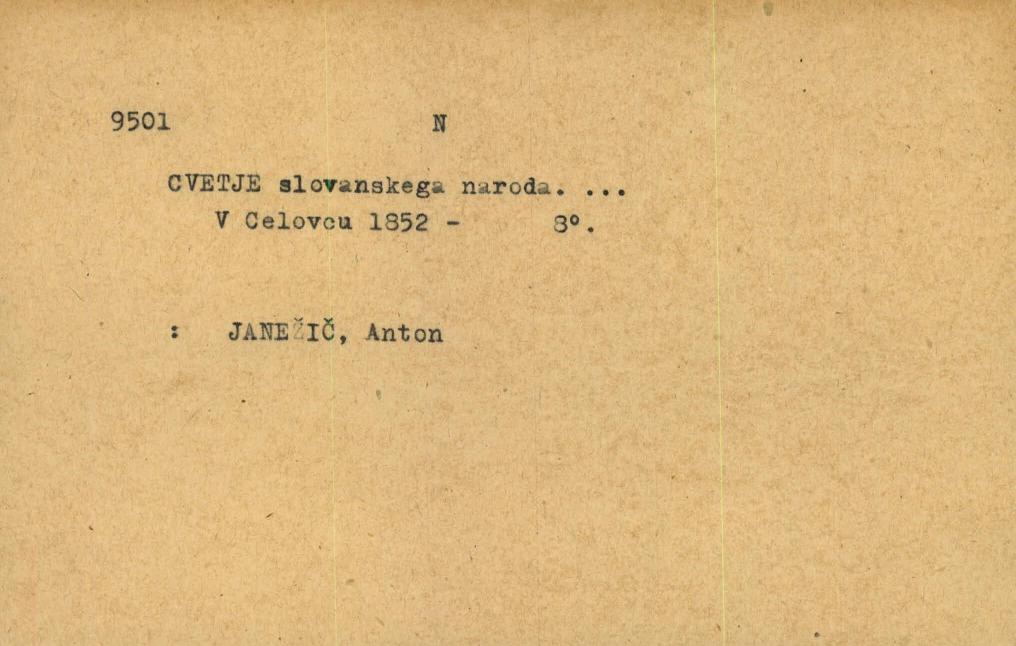 9501 N
CVETJE slovanskega naroda. ...
V Celovcu 1852 - 8°.
: JANEŽIČ, Anton